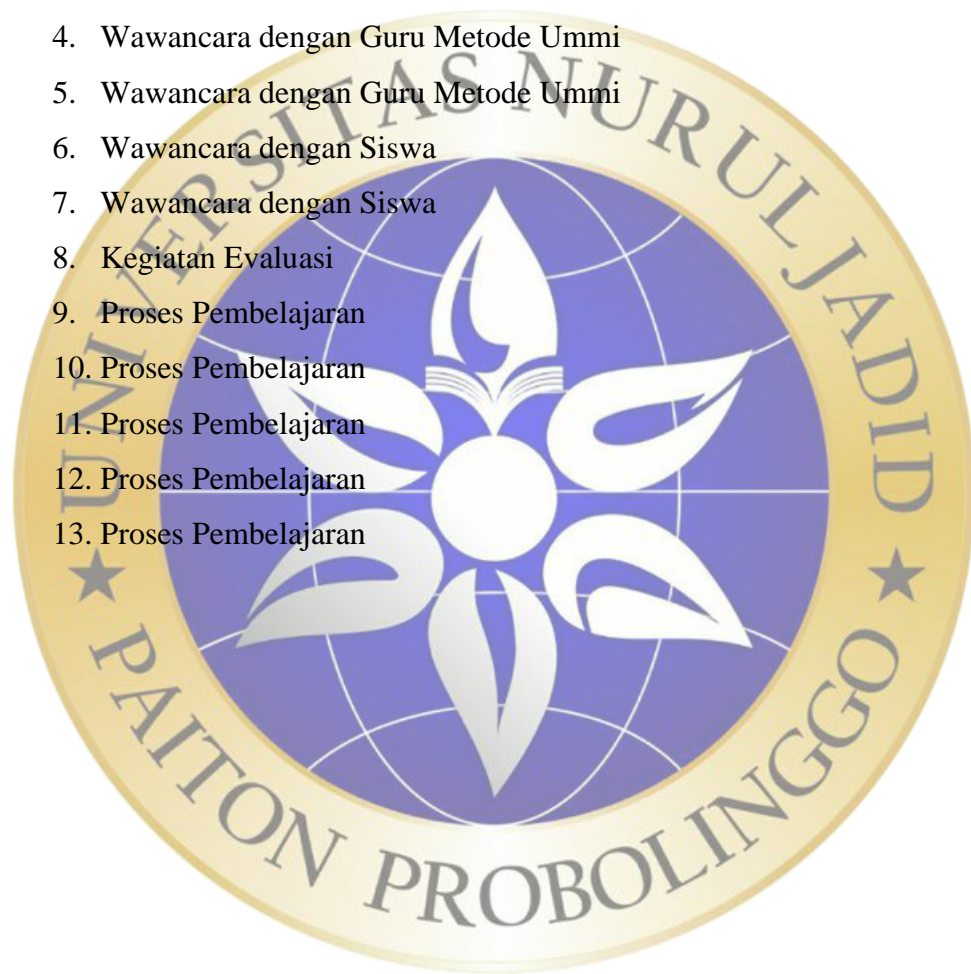 4. Wawancara dengan Guru Metode Ummi
5. Wawancara dengan Guru Metode Ummi
6. Wawancara dengan Siswa
7. Wawancara dengan Siswa
8. Kegiatan Evaluasi
9. Proses Pembelajaran
10. Proses Pembelajaran
11. Proses Pembelajaran
12. Proses Pembelajaran
13. Proses Pembelajaran
UNIVERSITAS NURUL JADID
PAITON PROBOLINGGO